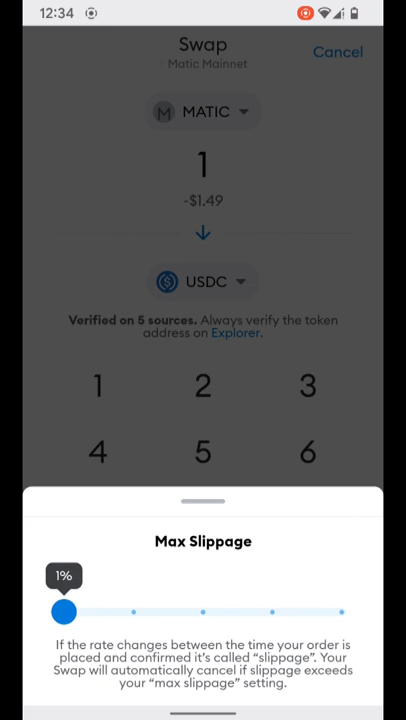 12:34
Swap
Matic Mainnet
Cancel
MATIC
1
-$1.49
USDC
Verified on 5 sources. Always verify the token
address on Explorer.
1 2 3
4 5 6
Max Slippage
1%
If the rate changes between the time your order is
placed and confirmed it's called “slippage”. Your
Swap will automatically cancel if slippage exceeds
your “max slippage” setting.